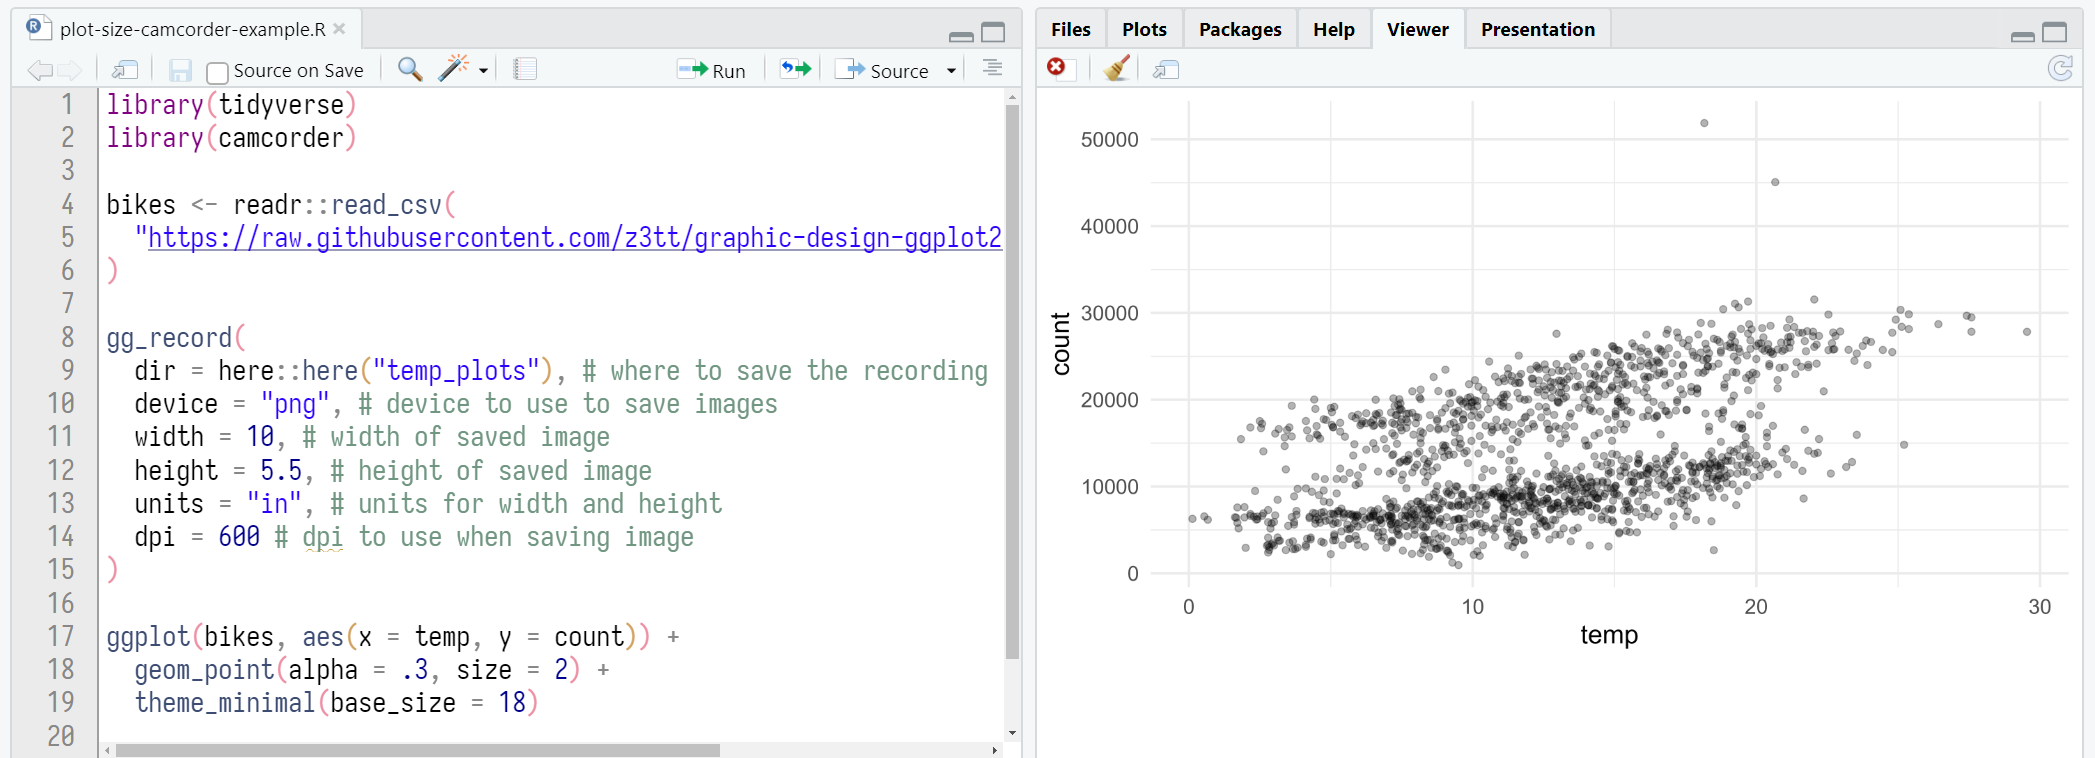 plot-size-camcorder-example.R
Source on Save
Run
Source
1 library(tidyverse)
2 library(camcorder)
3
4 bikes <- readr::read_csv(
5 "https://raw.githubusercontent.com/z3tt/graphic-design-ggplot2
6 )
7
8 gg_record(
9 dir = here::here("temp_plots"), # where to save the recording
10 device = "png", # device to use to save images
11 width = 10, # width of saved image
12 height = 5.5, # height of saved image
13 units = "in", # units for width and height
14 dpi = 600 # dpi to use when saving image
15 )
16
17 ggplot(bikes, aes(x = temp, y = count)) +
18 geom_point(alpha = .3, size = 2) +
19 theme_minimal(base_size = 18)
20
Files Plots Packages Help Viewer Presentation
50000
40000
30000
20000
10000
0
count
0 10 20 30
temp